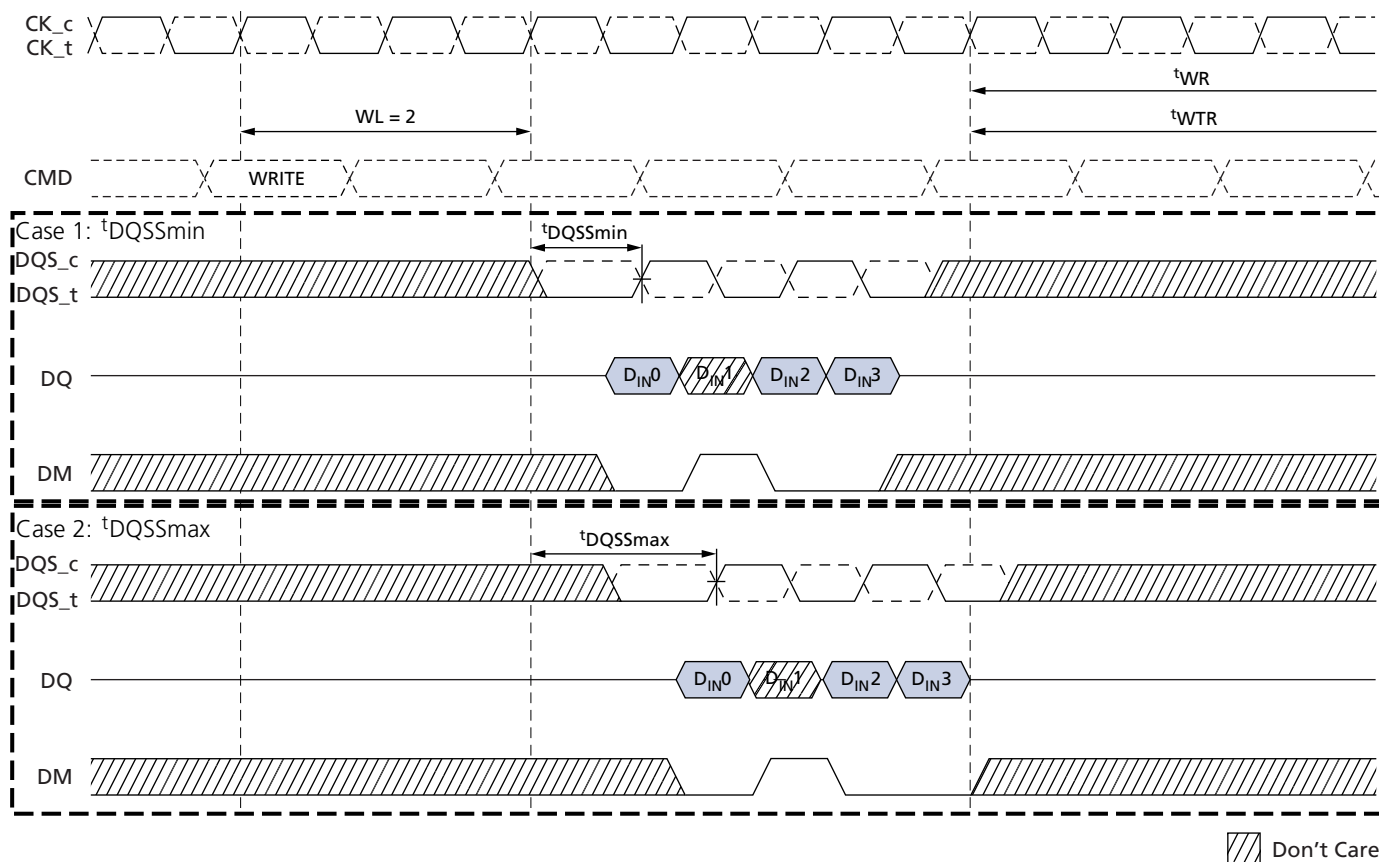 CK_c
CK_t
tWR
WL = 2
tWTR
CMD
WRITE
Case 1: tDQSSmin
tDQSSmin
DQS_c
DQS_t
DQ
DIN0
DIN1
DIN2
DIN3
DM
Case 2: tDQSSmax
tDQSSmax
DQS_c
DQS_t
DQ
DIN0
DIN1
DIN2
DIN3
DM
Don't Care